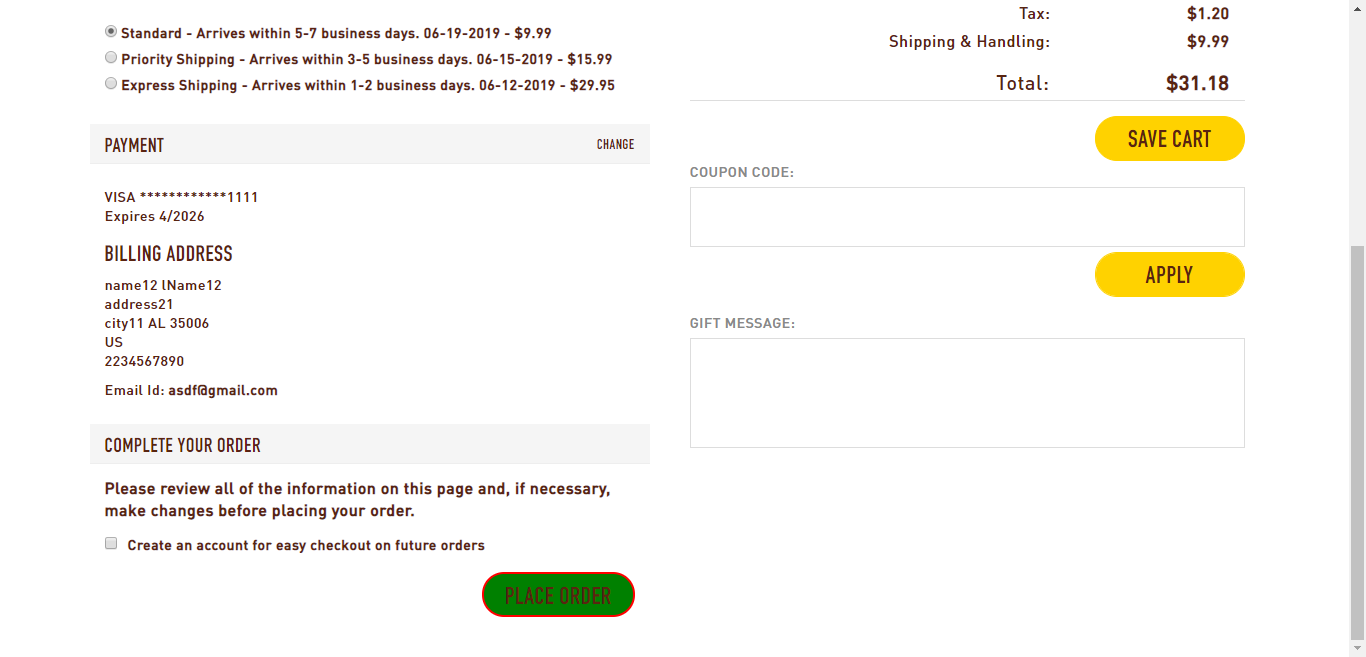 Standard - Arrives within 5-7 business days. 06-19-2019 - $9.99
Priority Shipping - Arrives within 3-5 business days. 06-15-2019 - $15.99
Express Shipping - Arrives within 1-2 business days. 06-12-2019 - $29.95
PAYMENT CHANGE
VISA ************1111
Expires 4/2026
BILLING ADDRESS
name12 lName12
address21
city11 AL 35006
US
2234567890
Email Id: asdf@gmail.com
COMPLETE YOUR ORDER
Please review all of the information on this page and, if necessary,
make changes before placing your order.
Create an account for easy checkout on future orders
PLACE ORDER
Tax: $1.20
Shipping & Handling: $9.99
Total: $31.18
SAVE CART
COUPON CODE:
APPLY
GIFT MESSAGE: